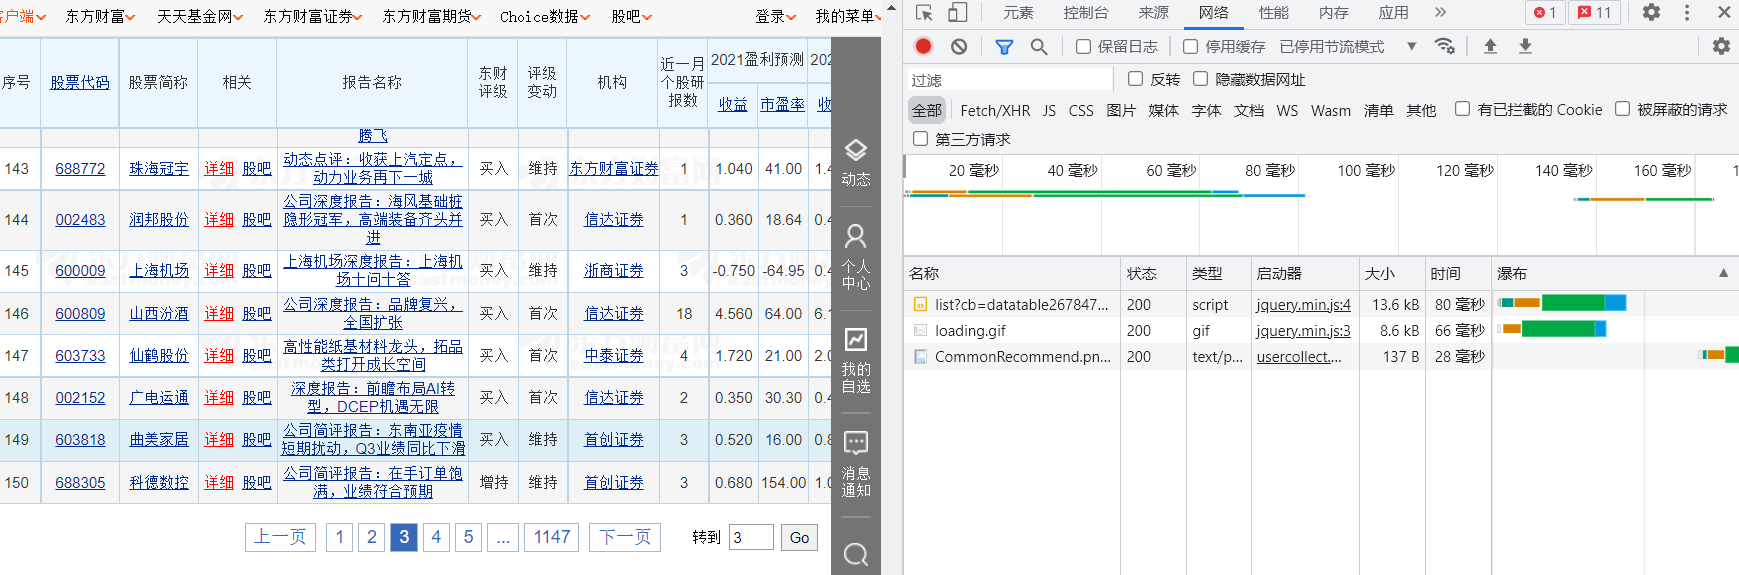 客户端 东方财富 天天基金网 东方财富证券 东方财富期货 Choice数据 股吧 登录 我的菜单
序号 股票代码 股票简称 相关 报告名称 东财评级 评级变动 机构 近一月个股研报数 2021盈利预测 202
收益 市盈率 收
腾飞
143 688772 珠海冠宇 详细 股吧 动态点评：收获上汽定点，动力业务再下一城 买入 维持 东方财富证券 1 1.040 41.00 1.4
144 002483 润邦股份 详细 股吧 公司深度报告：海风基础桩隐形冠军，高端装备齐头并进 买入 首次 信达证券 1 0.360 18.64 0.4
145 600009 上海机场 详细 股吧 上海机场深度报告：上海机场十问十答 买入 维持 浙商证券 3 -0.750 -64.95 0.4
146 600809 山西汾酒 详细 股吧 公司深度报告：品牌复兴，全国扩张 买入 首次 信达证券 18 4.560 64.00 6.1
147 603733 仙鹤股份 详细 股吧 高性能纸基材料龙头，拓品类打开成长空间 买入 首次 中泰证券 4 1.720 21.00 2.0
148 002152 广电运通 详细 股吧 深度报告：前瞻布局AI转型，DCEP机遇无限 买入 首次 信达证券 2 0.350 30.30 0.4
149 603818 曲美家居 详细 股吧 公司简评报告：东南亚疫情短期扰动，Q3业绩同比下滑 买入 维持 首创证券 3 0.520 16.00 0.8
150 688305 科德数控 详细 股吧 公司简评报告：在手订单饱满，业绩符合预期 增持 维持 首创证券 3 0.680 154.00 1.0
上一页 1 2 3 4 5 ... 1147 下一页 转到 3 Go
动态
个人中心
我的自选
消息通知
元素 控制台 来源 网络 性能 内存 应用 » 1 11
保留日志 停用缓存 已停用节流模式
过滤 反转 隐藏数据网址
全部 Fetch/XHR JS CSS 图片 媒体 字体 文档 WS Wasm 清单 其他 有已拦截的 Cookie 被屏蔽的请求
第三方请求
20 毫秒 40 毫秒 60 毫秒 80 毫秒 100 毫秒 120 毫秒 140 毫秒 160 毫秒 1
名称 状态 类型 启动器 大小 时间 瀑布
list?cb=datatable267847... 200 script jquery.min.js:4 13.6 kB 80 毫秒
loading.gif 200 gif jquery.min.js:3 8.6 kB 66 毫秒
CommonRecommend.pn... 200 text/p... usercollect.... 137 B 28 毫秒